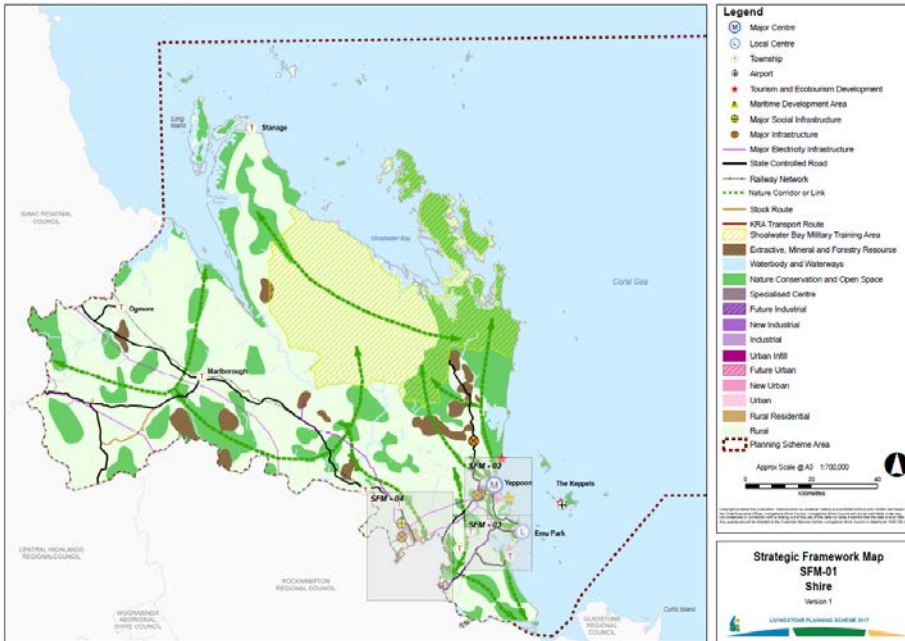 Long
Island
Stanage
ISAAC REGIONAL
COUNCIL
Shoalwater Bay
Coral Sea
Ogmore
Marlborough
SFM - 02
Yeppoon
The Keppels
SFM - 04
SFM - 03
Emu Park
CENTRAL HIGHLANDS
REGIONAL COUNCIL
ROCKHAMPTON
REGIONAL COUNCIL
WOORABINDA
ABORIGINAL
SHIRE COUNCIL
GLADSTONE
REGIONAL
COUNCIL
Curtis Island
Legend
M Major Centre
L Local Centre
T Township
Airport
Tourism and Ecotourism Development
Maritime Development Area
Major Social Infrastructure
Major Infrastructure
Major Electricity Infrastructure
State Controlled Road
Railway Network
Nature Corridor or Link
Stock Route
KRA Transport Route
Shoalwater Bay Military Training Area
Extractive, Mineral and Forestry Resource
Waterbody and Waterways
Nature Conservation and Open Space
Specialised Centre
Future Industrial
New Industrial
Industrial
Urban Infill
Future Urban
New Urban
Urban
Rural Residential
Rural
Planning Scheme Area
Approx Scale @ A3 1:700,000
0 20 40
Kilometres
Strategic Framework Map
SFM-01
Shire
Version 1
LIVINGSTONE PLANNING SCHEME 2017